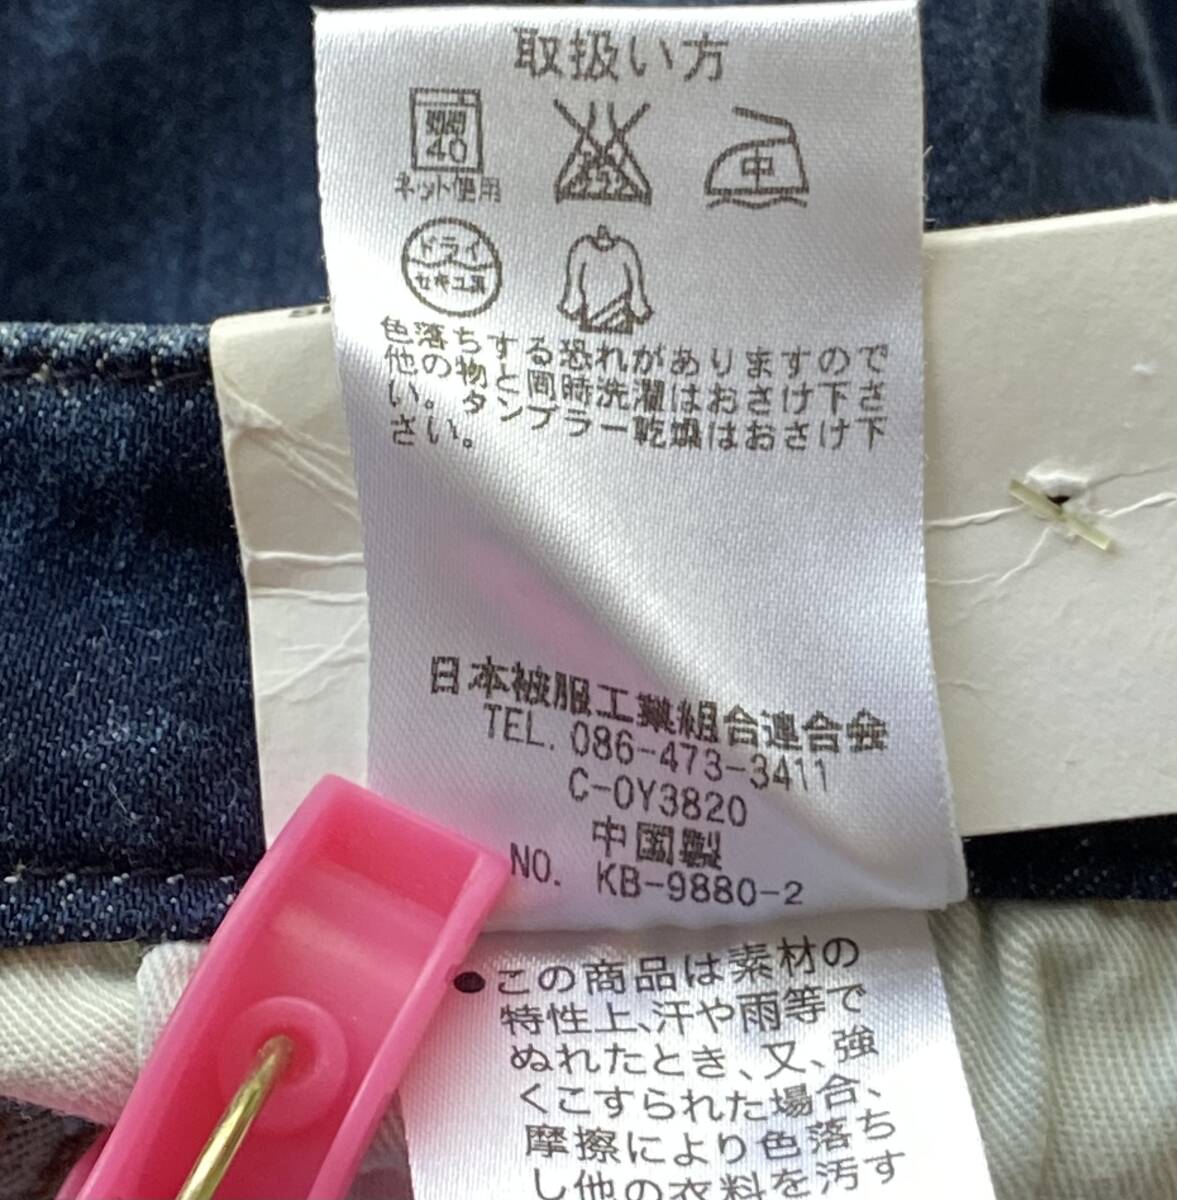 取扱い方
40
中
ネット使用
ドライ
セキユ系
色落ちする恐れがありますので
他の物と同時洗濯はおさけ下さ
い。タンブラー乾燥はおさけ下
さい。
日本被服工業組合連合会
TEL. 086-473-3411
C-0Y3820
中国製
NO. KB-9880-2
●この商品は素材の
特性上、汗や雨等で
ぬれたとき、又、強
くこすられた場合、
摩擦により色落ち
し他の衣料を汚す